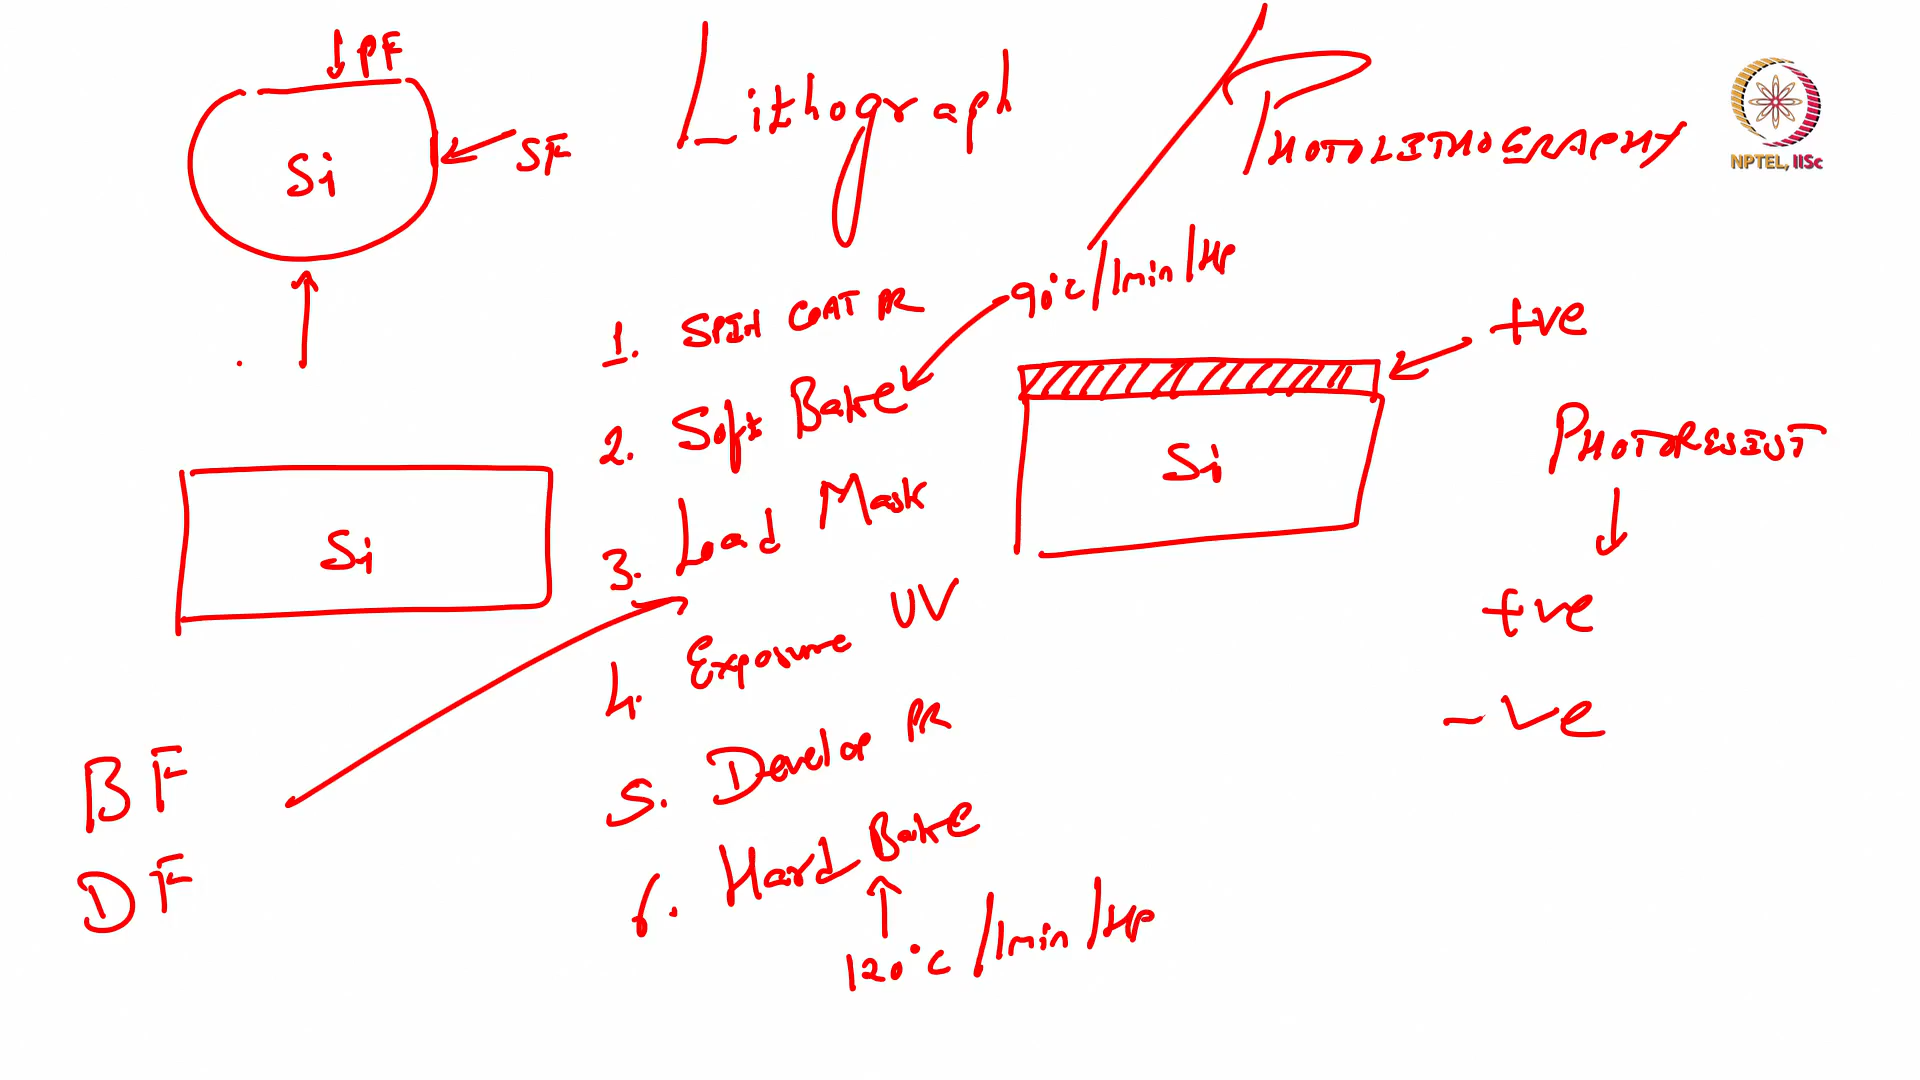 PF
Si
SF
Lithograph
PHOTOLITHOGRAPHY
NPTEL, IISc
90°c/1min/HP
1. SPIN COAT PR
2. Soft Bake
3. Load Mask
4. Exposure UV
5. Develop PR
6. Hard Bake
120°c/1min/HP
Si
BF
DF
+ve
Si
PHOTORESIST
+ve
-ve